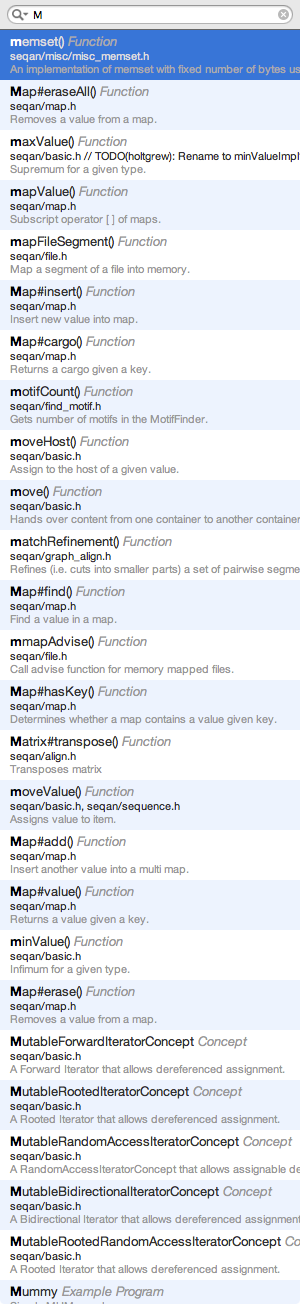 M
memset() Function
seqan/misc/misc_memset.h
An implementation of memset with fixed number of bytes us
Map#eraseAll() Function
seqan/map.h
Removes a value from a map.
maxValue() Function
seqan/basic.h // TODO(holtgrew): Rename to minValueImpl
Supremum for a given type.
mapValue() Function
seqan/map.h
Subscript operator [ ] of maps.
mapFileSegment() Function
seqan/file.h
Map a segment of a file into memory.
Map#insert() Function
seqan/map.h
Insert new value into map.
Map#cargo() Function
seqan/map.h
Returns a cargo given a key.
motifCount() Function
seqan/find_motif.h
Gets number of motifs in the MotifFinder.
moveHost() Function
seqan/basic.h
Assign to the host of a given value.
move() Function
seqan/basic.h
Hands over content from one container to another container
matchRefinement() Function
seqan/graph_align.h
Refines (i.e. cuts into smaller parts) a set of pairwise segme
Map#find() Function
seqan/map.h
Find a value in a map.
mmapAdvise() Function
seqan/file.h
Call advise function for memory mapped files.
Map#hasKey() Function
seqan/map.h
Determines whether a map contains a value given key.
Matrix#transpose() Function
seqan/align.h
Transposes matrix
moveValue() Function
seqan/basic.h, seqan/sequence.h
Assigns value to item.
Map#add() Function
seqan/map.h
Insert another value into a multi map.
Map#value() Function
seqan/map.h
Returns a value given a key.
minValue() Function
seqan/basic.h
Infimum for a given type.
Map#erase() Function
seqan/map.h
Removes a value from a map.
MutableForwardIteratorConcept Concept
seqan/basic.h
A Forward Iterator that allows dereferenced assignment.
MutableRootedIteratorConcept Concept
seqan/basic.h
A Rooted Iterator that allows dereferenced assignment.
MutableRandomAccessIteratorConcept Concept
seqan/basic.h
A RandomAccessIteratorConcept that allows assignable de
MutableBidirectionalIteratorConcept Concept
seqan/basic.h
A Bidirectional Iterator that allows dereferenced assignment
MutableRootedRandomAccessIteratorConcept Co
seqan/basic.h
A Rooted Iterator that allows dereferenced assignment.
Mummy Example Program